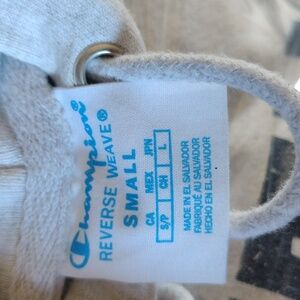 Champion®
REVERSE WEAVE®
SMALL
CA MEX JPN
S/P CH L
MADE IN EL SALVADOR
FABRIQUÉ AU SALVADOR
HECHO EN EL SALVADOR